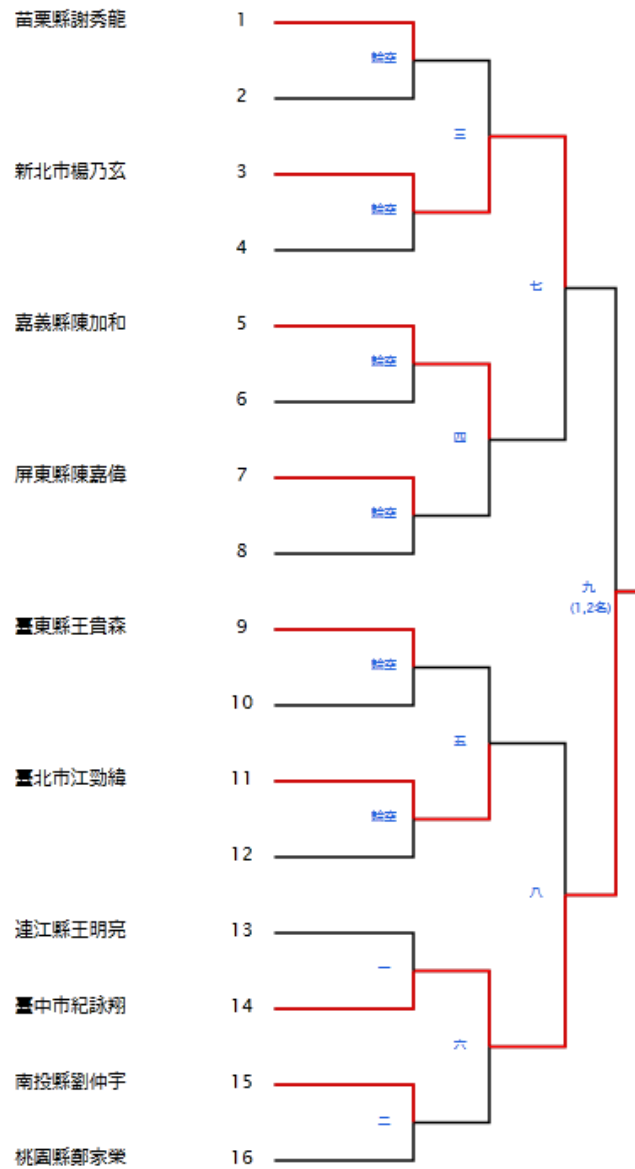 苗栗縣謝秀龍 1
輪空
2
三
新北市楊乃玄 3
輪空
4
七
嘉義縣陳加和 5
輪空
6
四
屏東縣陳嘉偉 7
輪空
8
九
(1,2名)
臺東縣王貴森 9
輪空
10
五
臺北市江勁緯 11
輪空
12
八
連江縣王明亮 13
一
臺中市紀詠翔 14
六
南投縣劉仲宇 15
二
桃園縣鄭家榮 16